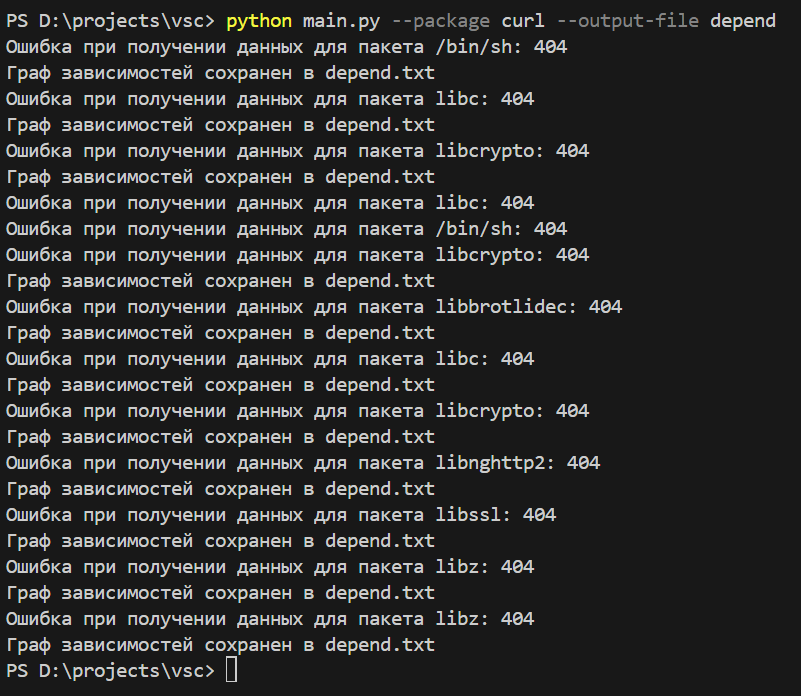 PS D:\projects\vsc> python main.py --package curl --output-file depend
Ошибка при получении данных для пакета /bin/sh: 404
Граф зависимостей сохранен в depend.txt
Ошибка при получении данных для пакета libc: 404
Граф зависимостей сохранен в depend.txt
Ошибка при получении данных для пакета libcrypto: 404
Граф зависимостей сохранен в depend.txt
Ошибка при получении данных для пакета libc: 404
Ошибка при получении данных для пакета /bin/sh: 404
Ошибка при получении данных для пакета libcrypto: 404
Граф зависимостей сохранен в depend.txt
Ошибка при получении данных для пакета libbrotlidec: 404
Граф зависимостей сохранен в depend.txt
Ошибка при получении данных для пакета libc: 404
Граф зависимостей сохранен в depend.txt
Ошибка при получении данных для пакета libcrypto: 404
Граф зависимостей сохранен в depend.txt
Ошибка при получении данных для пакета libnghttp2: 404
Граф зависимостей сохранен в depend.txt
Ошибка при получении данных для пакета libssl: 404
Граф зависимостей сохранен в depend.txt
Ошибка при получении данных для пакета libz: 404
Граф зависимостей сохранен в depend.txt
Ошибка при получении данных для пакета libz: 404
Граф зависимостей сохранен в depend.txt
PS D:\projects\vsc>